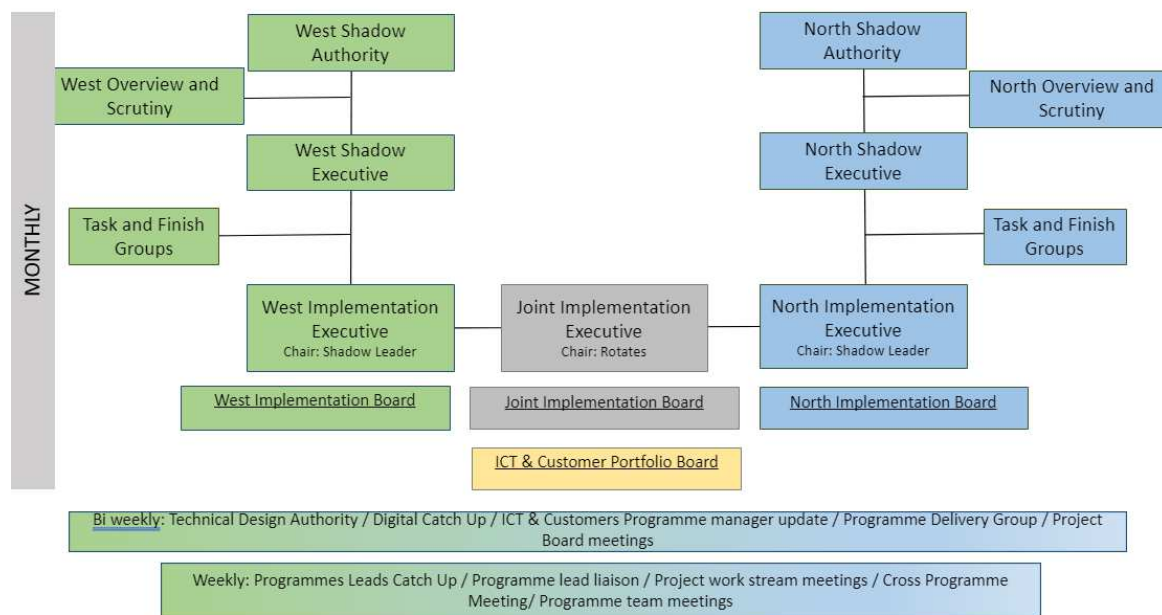 MONTHLY
West Shadow
Authority
North Shadow
Authority
West Overview and
Scrutiny
North Overview and
Scrutiny
West Shadow
Executive
North Shadow
Executive
Task and Finish
Groups
Task and Finish
Groups
West Implementation
Executive
Chair: Shadow Leader
Joint Implementation
Executive
Chair: Rotates
North Implementation
Executive
Chair: Shadow Leader
West Implementation Board
Joint Implementation Board
North Implementation Board
ICT & Customer Portfolio Board
Bi weekly: Technical Design Authority / Digital Catch Up / ICT & Customers Programme manager update / Programme Delivery Group / Project
Board meetings
Weekly: Programmes Leads Catch Up / Programme lead liaison / Project work stream meetings / Cross Programme
Meeting/ Programme team meetings